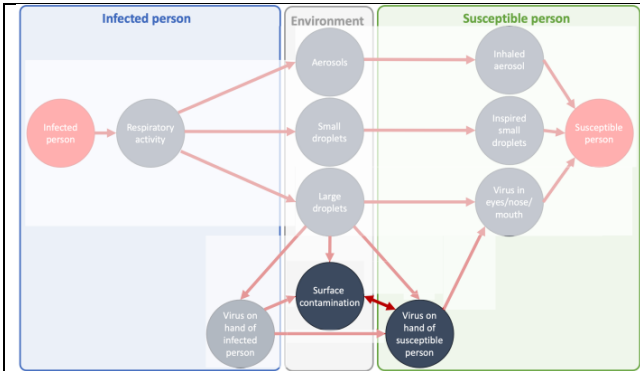 Infected person
Environment
Susceptible person
Aerosols
Inhaled
aerosol
Infected
person
Respiratory
activity
Small
droplets
Inspired
small
droplets
Susceptible
person
Large
droplets
Virus in
eyes/nose/
mouth
Surface
contamination
Virus on
hand of
infected
person
Virus on
hand of
susceptible
person